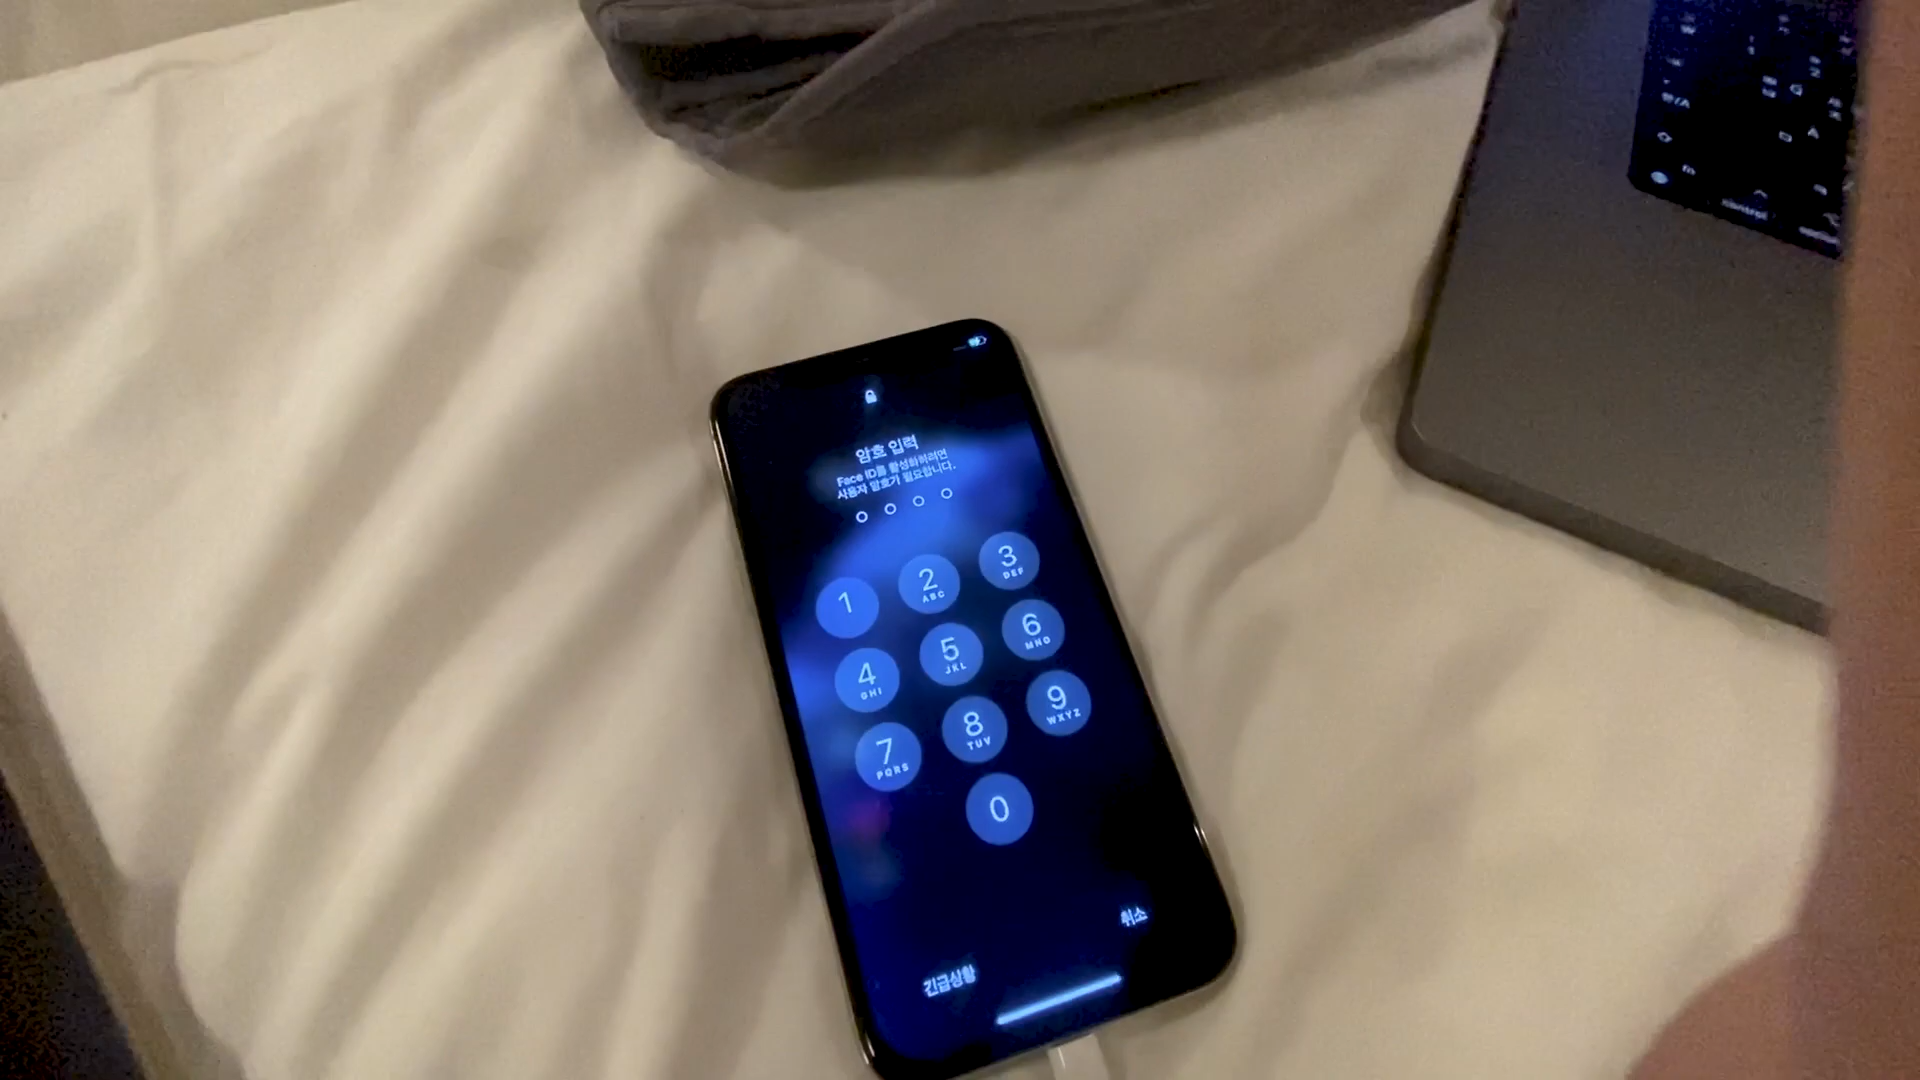 암호 입력
Face ID를 활성화하려면
사용자 암호가 필요합니다.
1
2
ABC
3
DEF
4
GHI
5
JKL
6
MNO
7
PQRS
8
TUV
9
WXYZ
0
취소
긴급상황
한/A
A
control